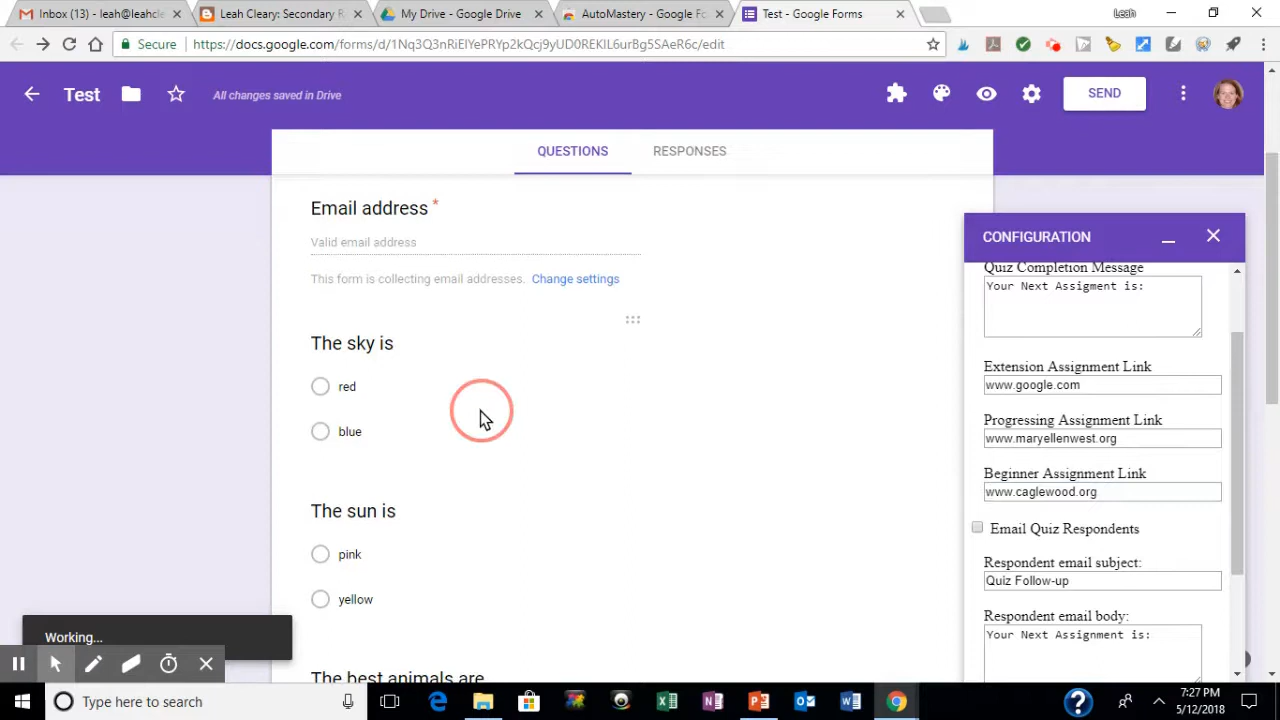 Inbox (13) - leah@leahcle
Leah Cleary: Secondary R
My Drive - Google Drive
AutoMastery - Google Fo
Test - Google Forms
Leah
Secure
https://docs.google.com/forms/d/1Nq3Q3nRiEIYePRYp2kQcj9yUD0REKIL6urBg5SAeR6c/edit
Test
All changes saved in Drive
SEND
QUESTIONS
RESPONSES
Email address *
Valid email address
This form is collecting email addresses. Change settings
The sky is
red
blue
The sun is
pink
yellow
The best animals are
CONFIGURATION
Quiz Completion Message
Your Next Assigment is:
Extension Assignment Link
www.google.com
Progressing Assignment Link
www.maryellenwest.org
Beginner Assignment Link
www.caglewood.org
Email Quiz Respondents
Respondent email subject:
Quiz Follow-up
Respondent email body:
Your Next Assignment is:
Working...
Type here to search
7:27 PM
5/12/2018